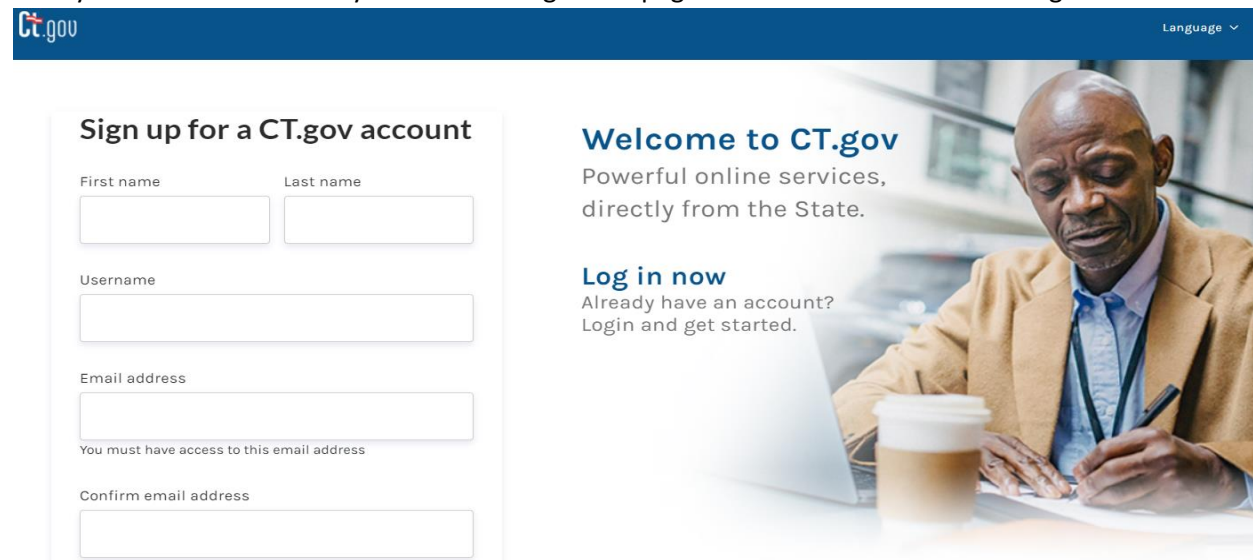 Ct.gov
Language
Sign up for a CT.gov account
First name Last name
Username
Email address
You must have access to this email address
Confirm email address
Welcome to CT.gov
Powerful online services,
directly from the State.
Log in now
Already have an account?
Login and get started.